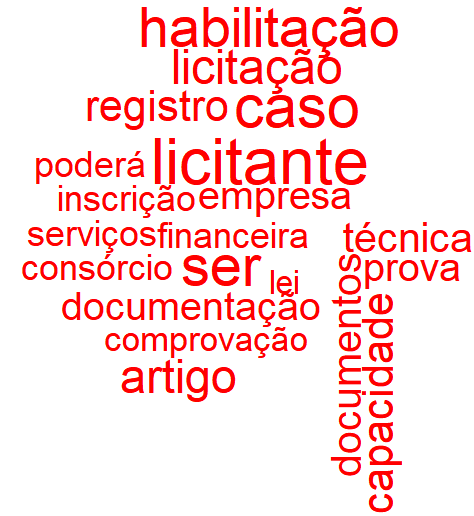 habilitação
licitação
registro caso
poderá licitante
inscrição empresa
serviços financeira técnica
consórcio ser lei prova
documentação
comprovação
artigo
documentos
capacidade